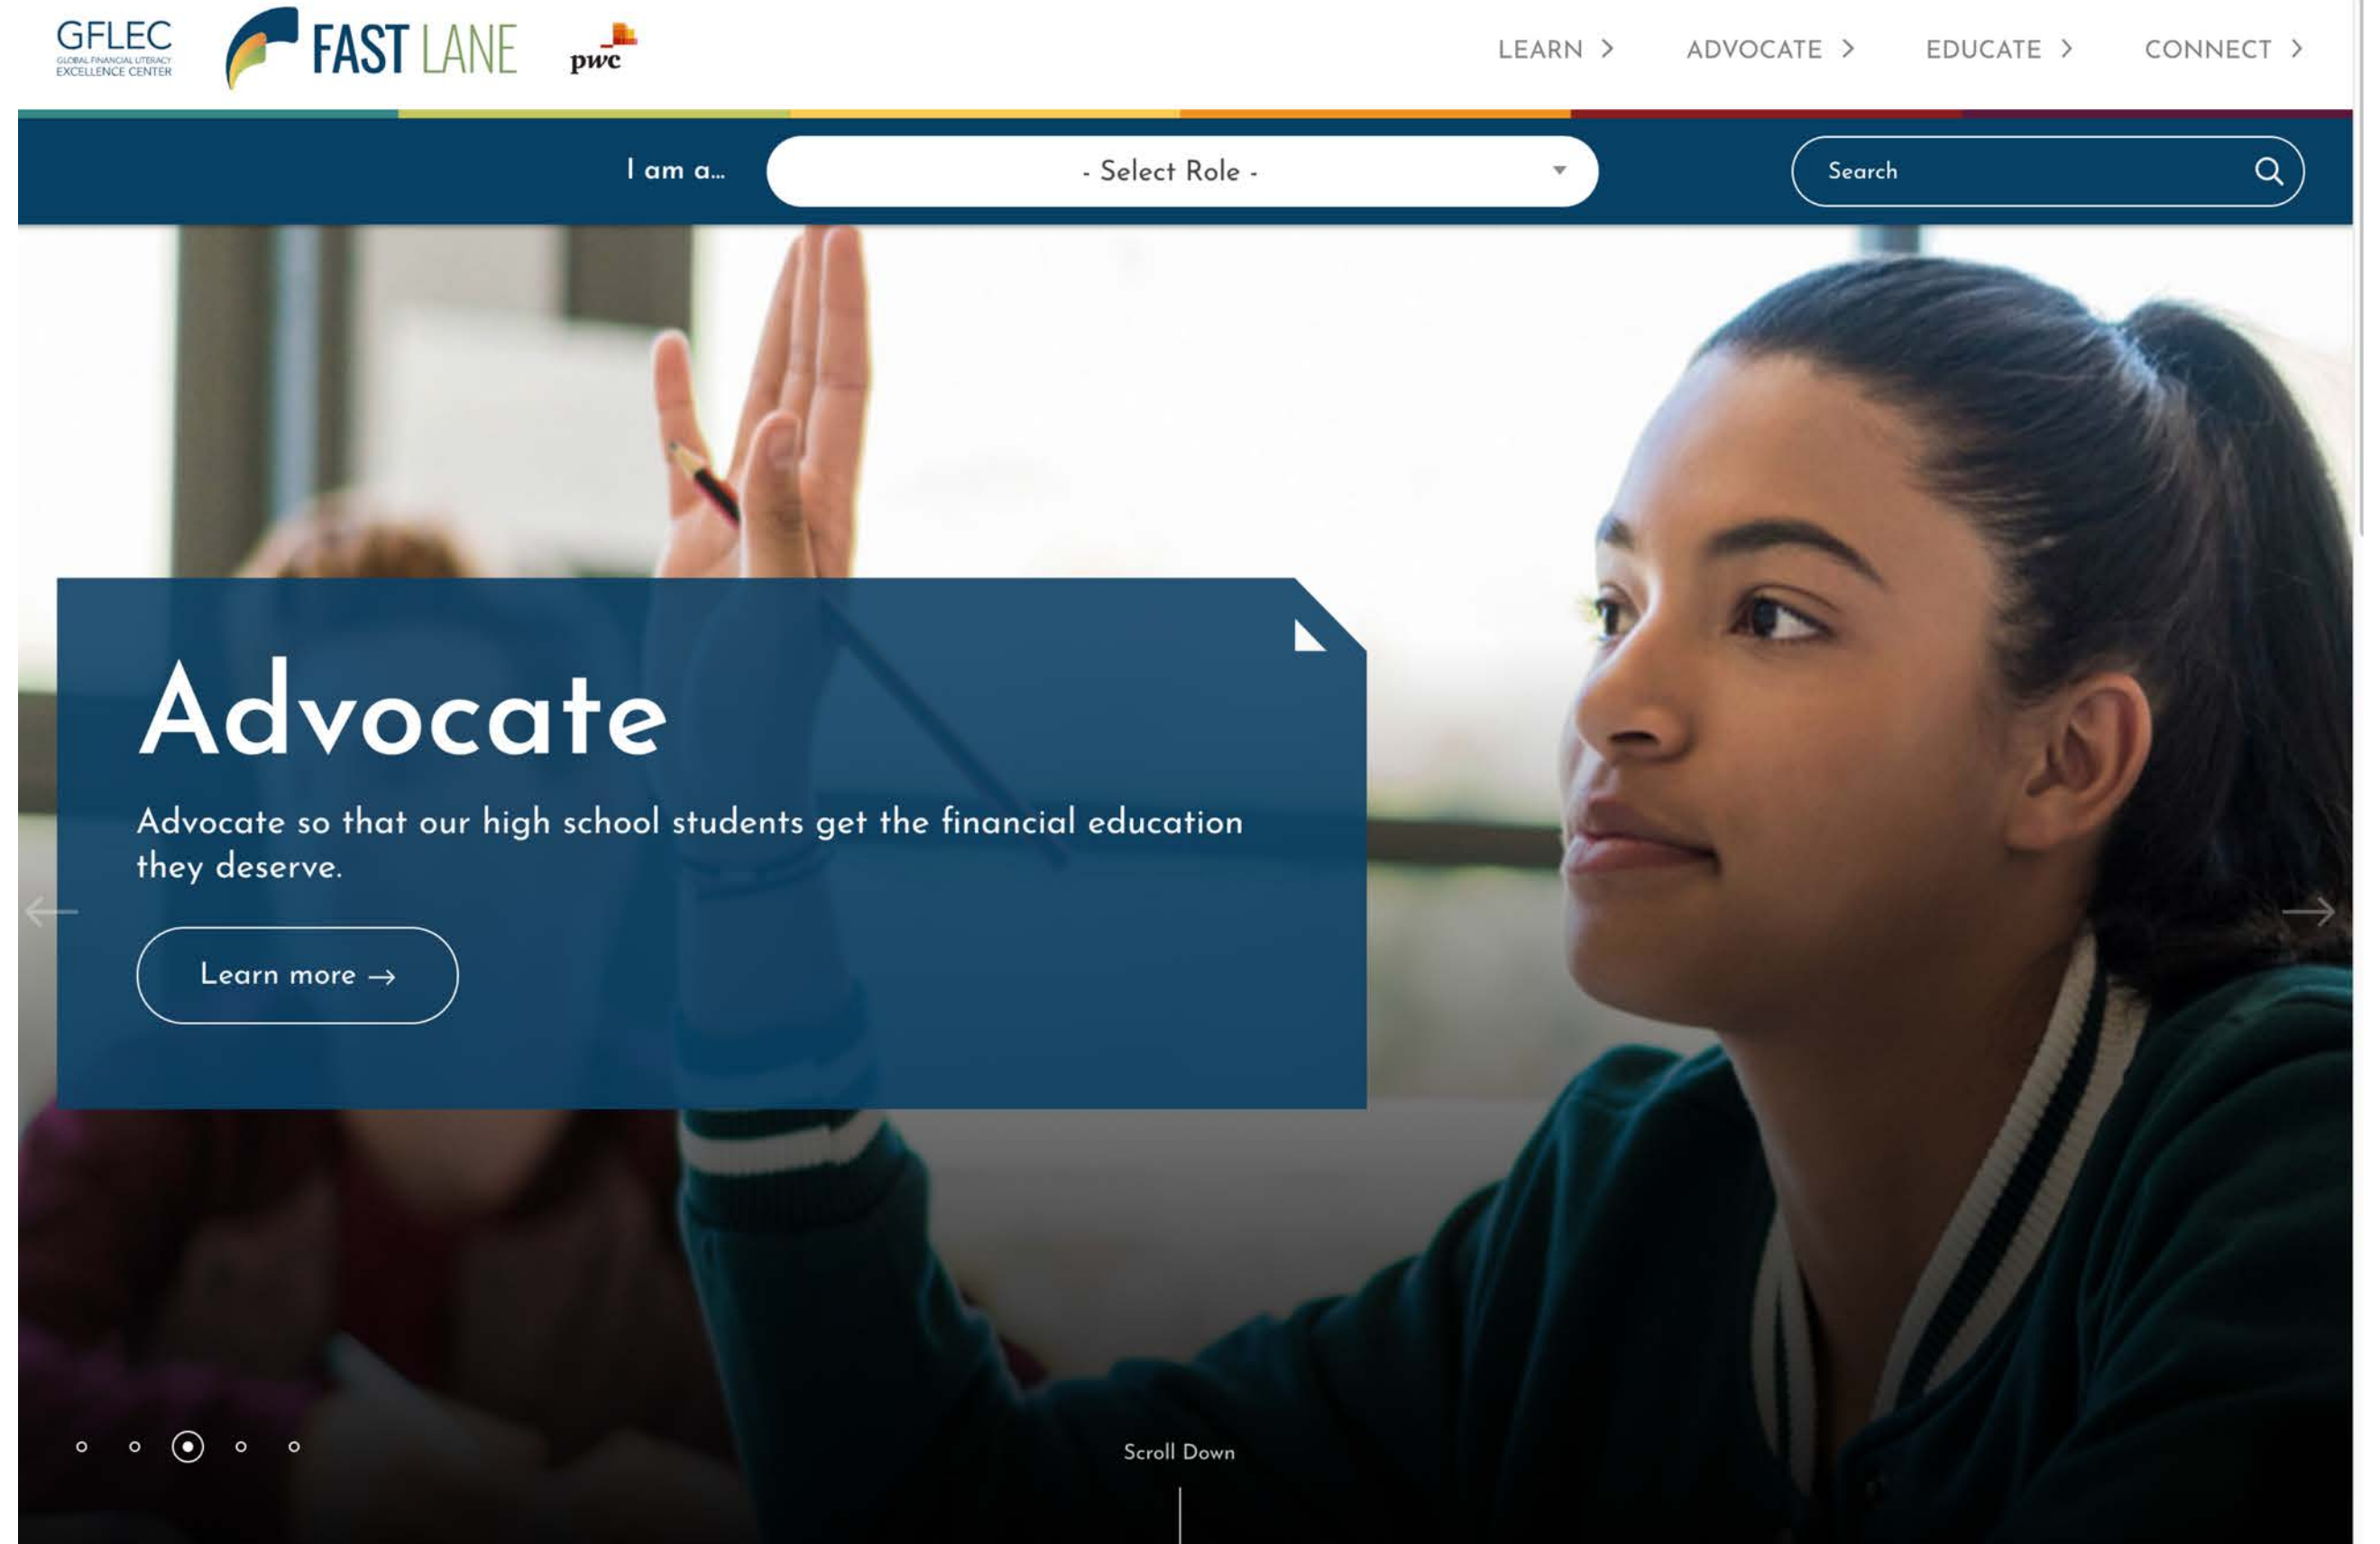 GFLEC
GLOBAL FINANCIAL LITERACY
EXCELLENCE CENTER
FAST LANE
pwc
LEARN >
ADVOCATE >
EDUCATE >
CONNECT >
I am a...
- Select Role -
Search
Advocate
Advocate so that our high school students get the financial education
they deserve.
Learn more →
Scroll Down